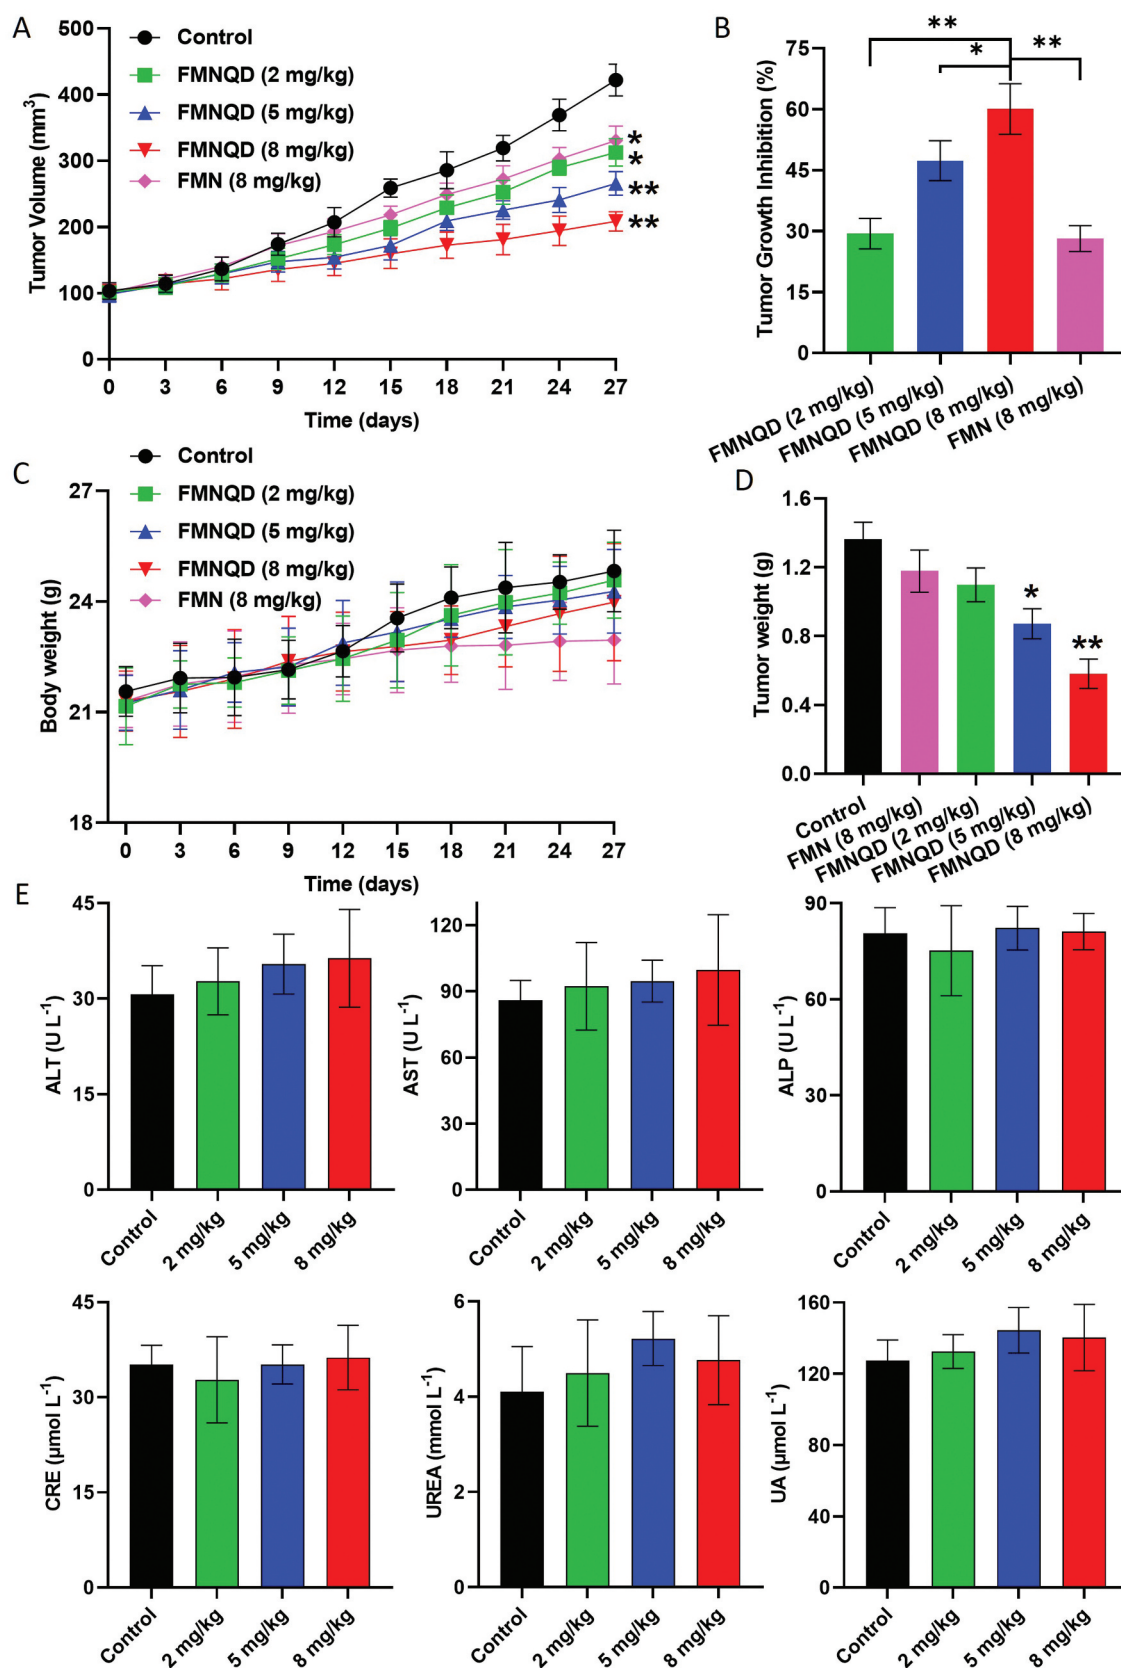 A
500
400
300
200
100
0
Tumor Volume (mm³)
Control
FMNQD (2 mg/kg)
FMNQD (5 mg/kg)
FMNQD (8 mg/kg)
FMN (8 mg/kg)
*
*
**
**
0 3 6 9 12 15 18 21 24 27
Time (days)
B
75
60
45
30
15
0
Tumor Growth Inhibition (%)
**
*
**
FMNQD (2 mg/kg)
FMNQD (5 mg/kg)
FMNQD (8 mg/kg)
FMN (8 mg/kg)
C
27
24
21
18
Body weight (g)
Control
FMNQD (2 mg/kg)
FMNQD (5 mg/kg)
FMNQD (8 mg/kg)
FMN (8 mg/kg)
0 3 6 9 12 15 18 21 24 27
Time (days)
D
1.6
1.2
0.8
0.4
0.0
Tumor weight (g)
*
**
Control
FMN (8 mg/kg)
FMNQD (2 mg/kg)
FMNQD (5 mg/kg)
FMNQD (8 mg/kg)
E
45
30
15
0
ALT (U L⁻¹)
Control
2 mg/kg
5 mg/kg
8 mg/kg
120
90
60
30
0
AST (U L⁻¹)
Control
2 mg/kg
5 mg/kg
8 mg/kg
90
60
30
0
ALP (U L⁻¹)
Control
2 mg/kg
5 mg/kg
8 mg/kg
45
30
15
0
CRE (μmol L⁻¹)
Control
2 mg/kg
5 mg/kg
8 mg/kg
6
4
2
0
UREA (mmol L⁻¹)
Control
2 mg/kg
5 mg/kg
8 mg/kg
160
120
80
40
0
UA (μmol L⁻¹)
Control
2 mg/kg
5 mg/kg
8 mg/kg